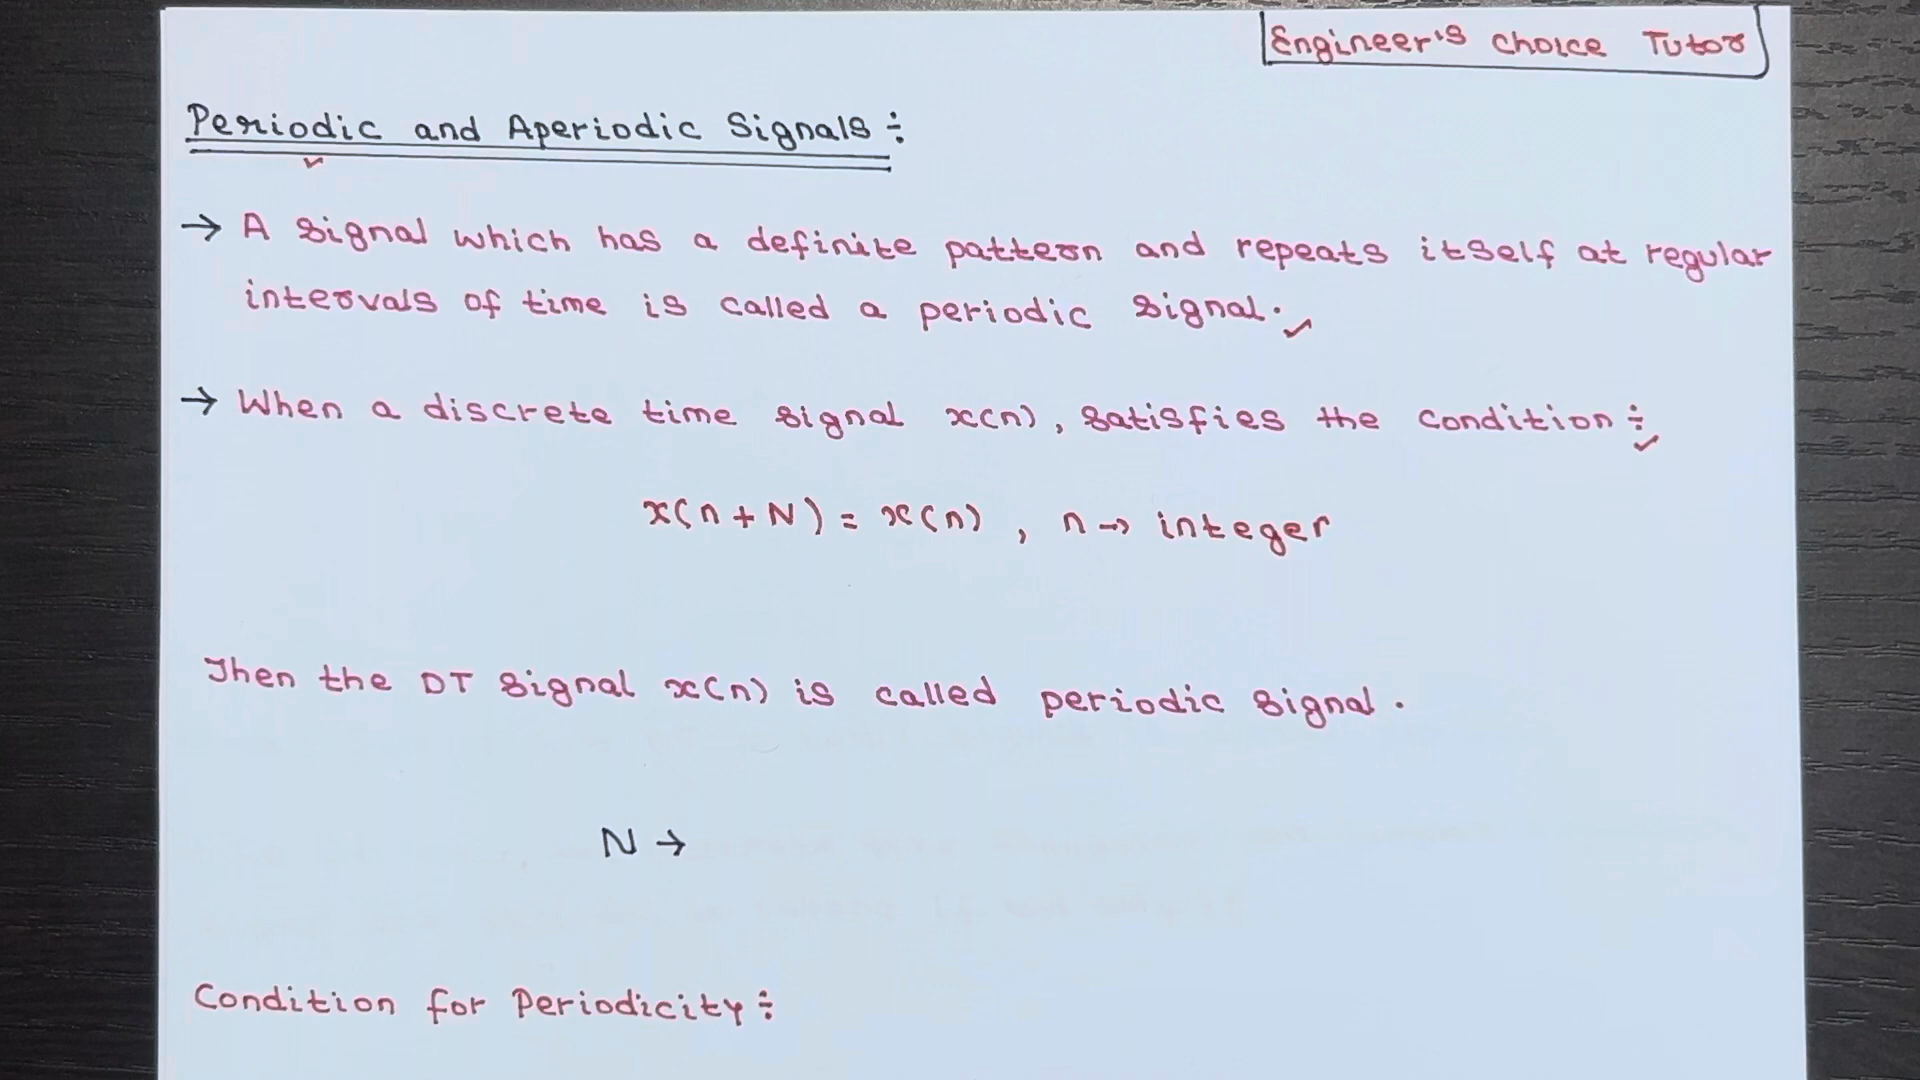 Engineer's Choice Tutor
Periodic and Aperiodic Signals :
→ A signal which has a definite pattern and repeats itself at regular
intervals of time is called a periodic signal.
→ When a discrete time signal x(n), satisfies the condition :
x(n+N) = x(n) , n → integer
Then the DT signal x(n) is called periodic signal.
N →
Condition for Periodicity :